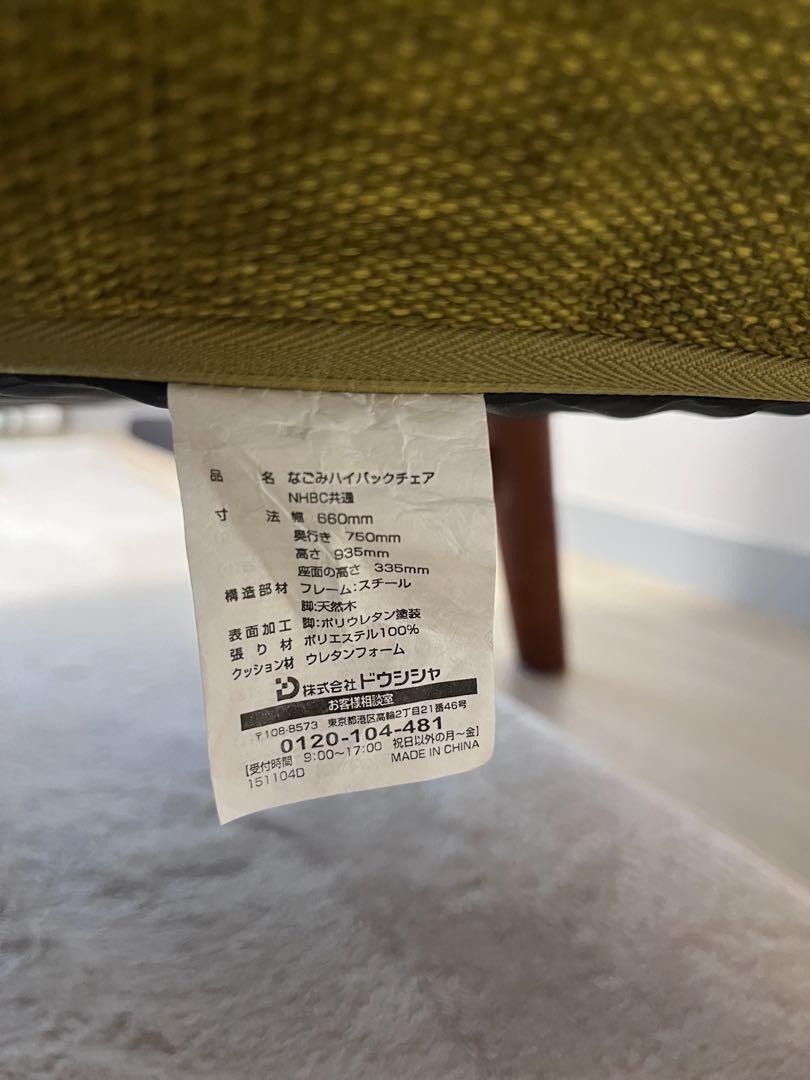 品 名 なごみハイバックチェア
NHBC共通
寸 法 幅 660mm
奥行き 750mm
高さ 935mm
座面の高さ 335mm
構造部材 フレーム:スチール
脚:天然木
表面加工 脚:ポリウレタン塗装
張り材 ポリエステル100%
クッション材 ウレタンフォーム
株式会社ドウシシャ
お客様相談室
〒108-8573 東京都港区高輪2丁目21番46号
0120-104-481
[受付時間 9:00~17:00 祝日以外の月~金]
151104D MADE IN CHINA